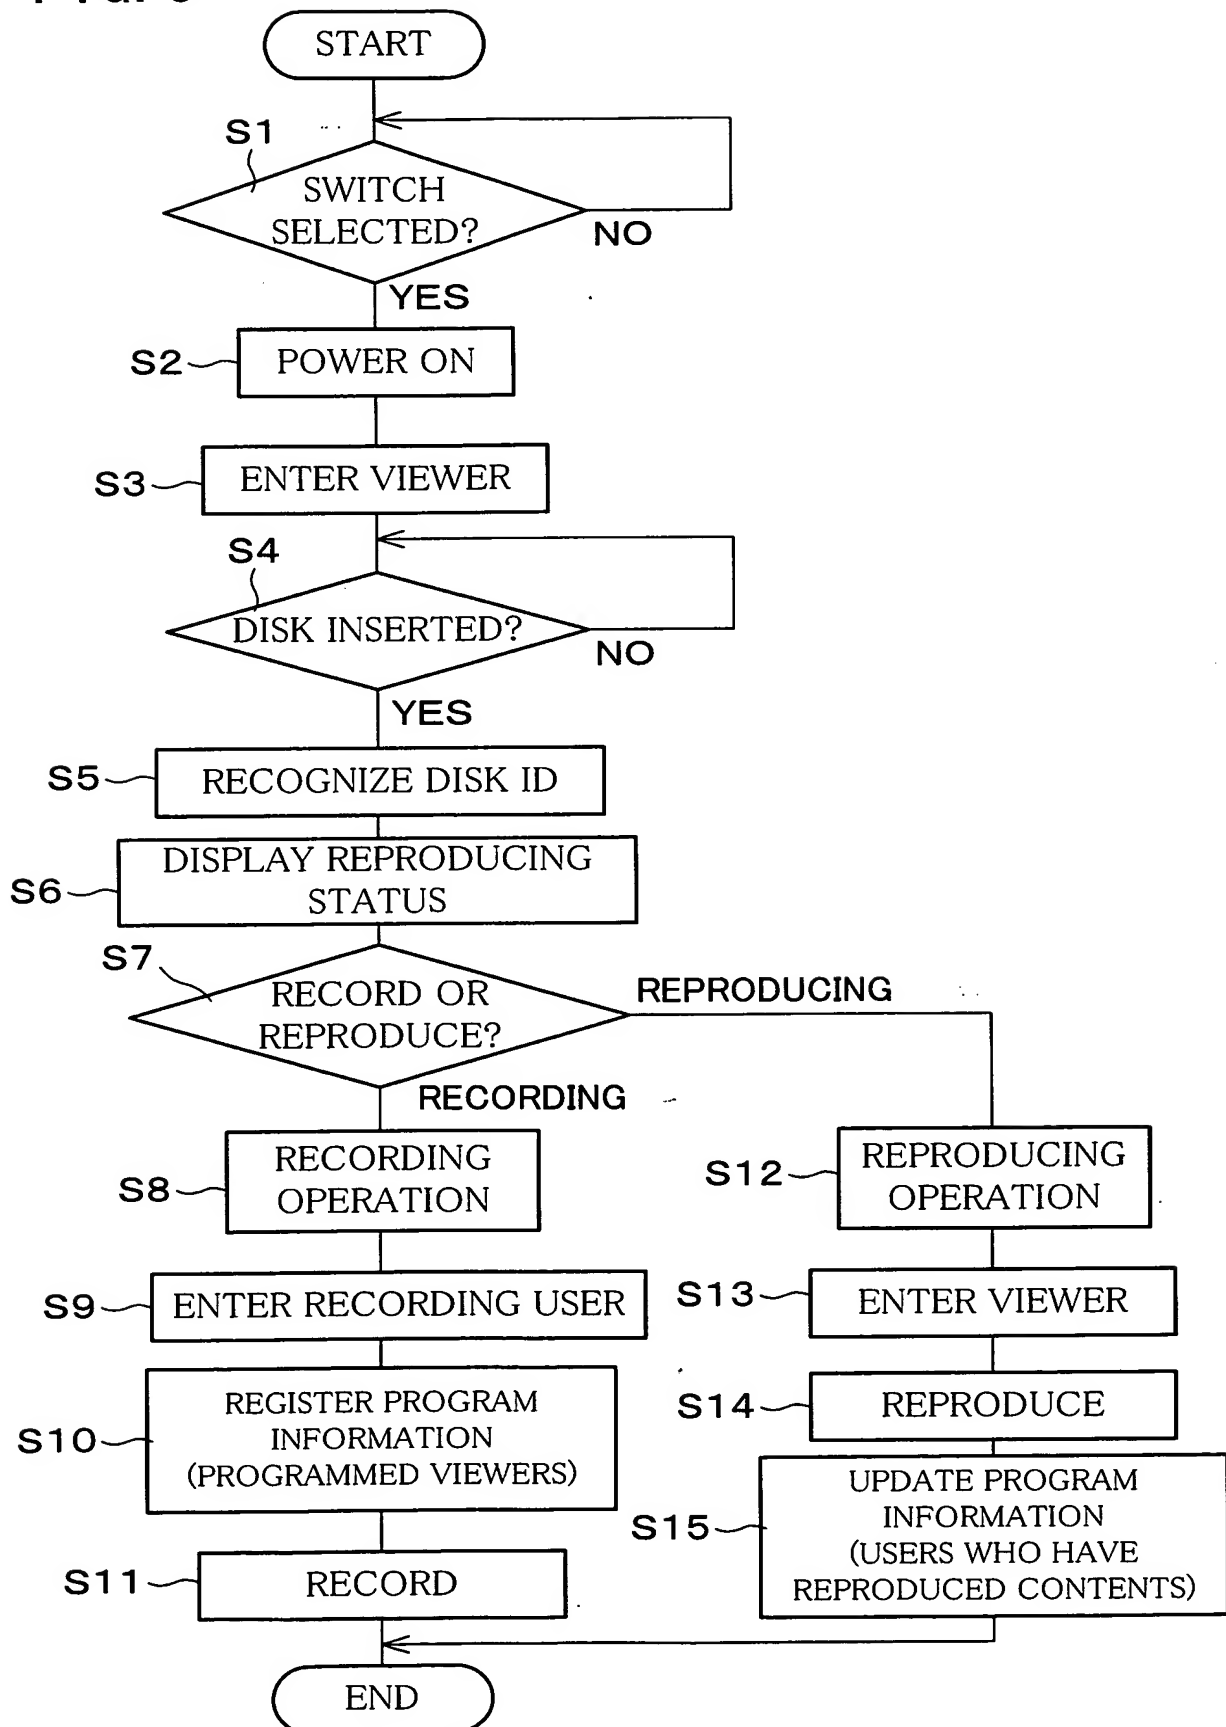 START
S1
SWITCH
SELECTED?
NO
YES
S2
POWER ON
S3
ENTER VIEWER
S4
DISK INSERTED?
NO
YES
S5
RECOGNIZE DISK ID
S6
DISPLAY REPRODUCING
STATUS
S7
RECORD OR
REPRODUCE?
REPRODUCING
RECORDING
S8
RECORDING
OPERATION
S9
ENTER RECORDING USER
S10
REGISTER PROGRAM
INFORMATION
(PROGRAMMED VIEWERS)
S11
RECORD
S12
REPRODUCING
OPERATION
S13
ENTER VIEWER
S14
REPRODUCE
S15
UPDATE PROGRAM
INFORMATION
(USERS WHO HAVE
REPRODUCED CONTENTS)
END